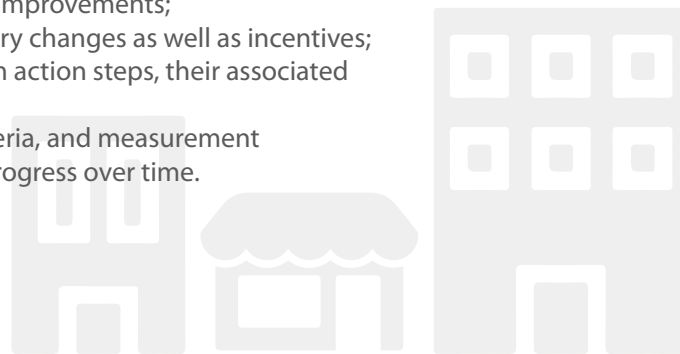 improvements;
ry changes as well as incentives;
n action steps, their associated
eria, and measurement
rogress over time.